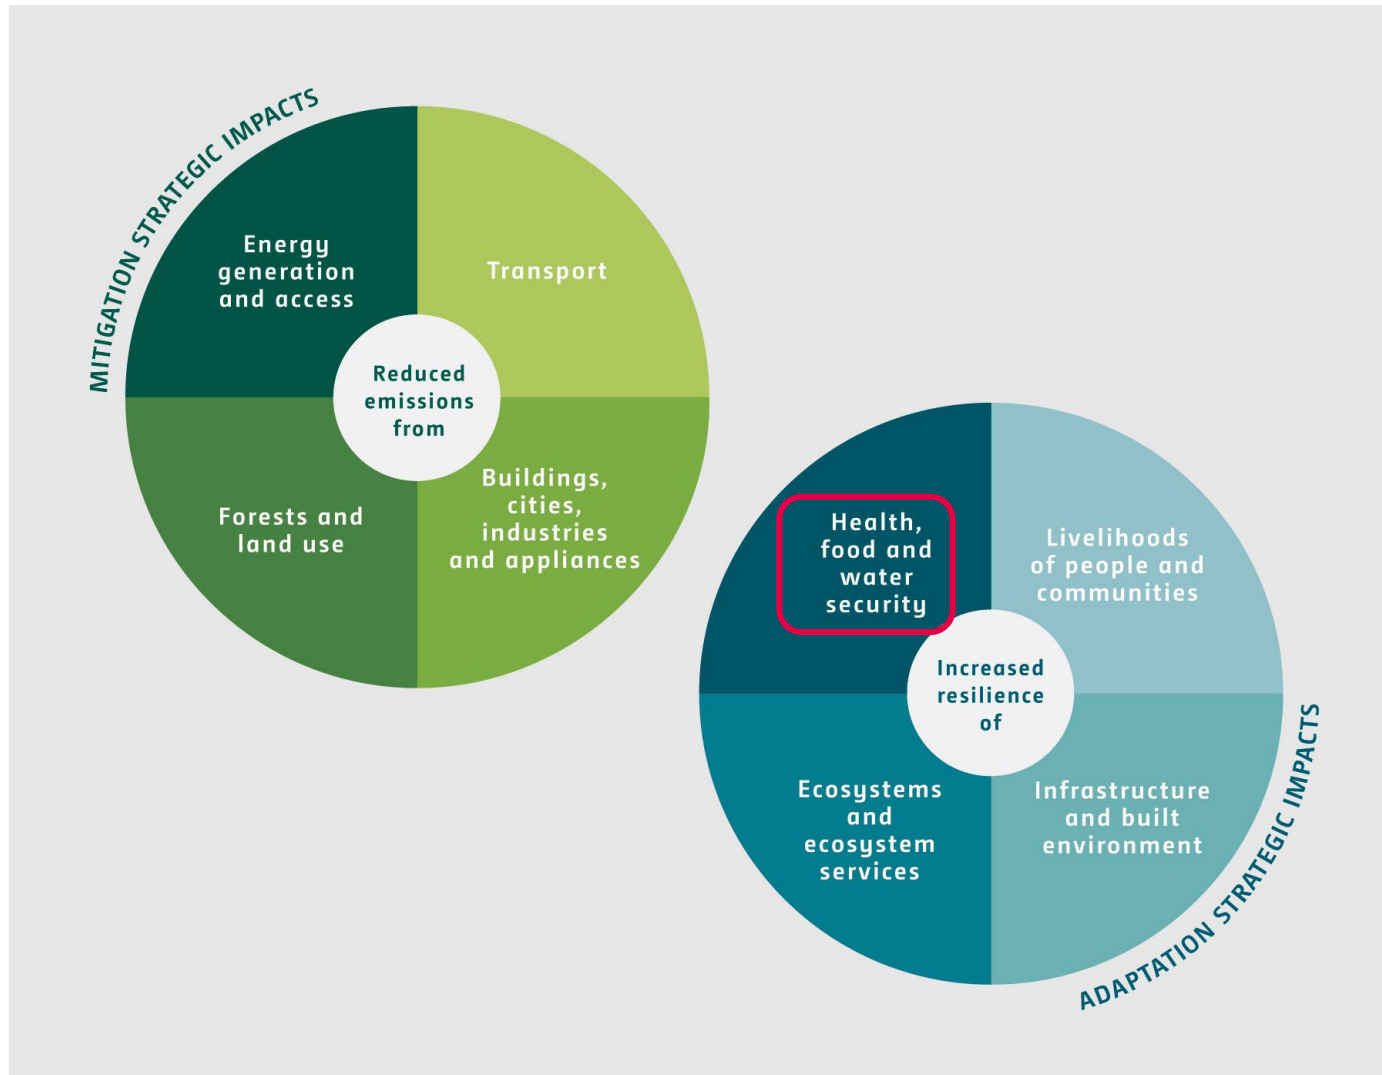 MITIGATION STRATEGIC IMPACTS
Energy
generation
and access
Transport
Reduced
emissions
from
Forests and
land use
Buildings,
cities,
industries
and appliances
Health,
food and
water
security
Livelihoods
of people and
communities
Increased
resilience
of
Ecosystems
and
ecosystem
services
Infrastructure
and built
environment
ADAPTATION STRATEGIC IMPACTS